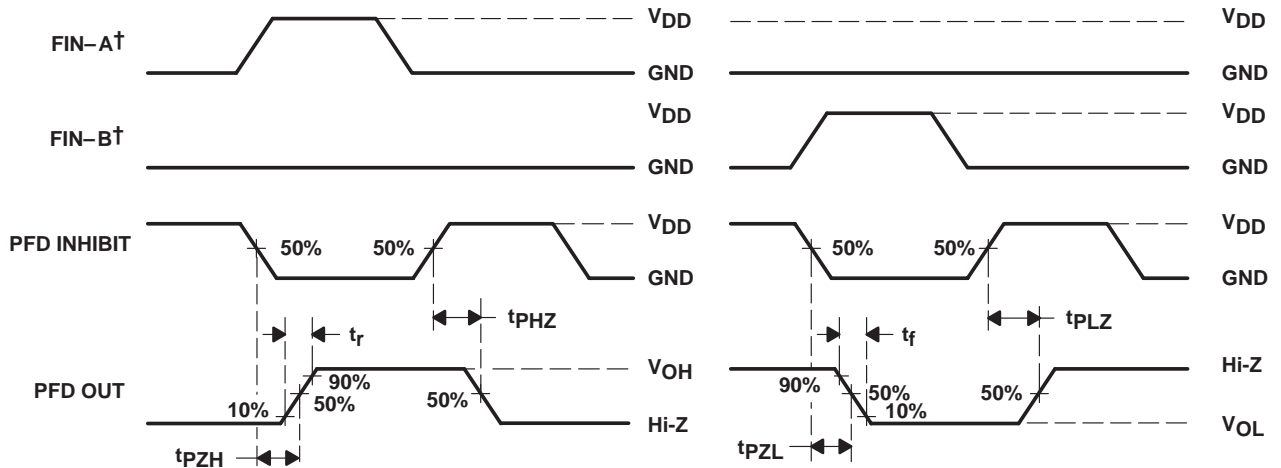 FIN–A†
VDD
GND
VDD
GND
FIN–B†
VDD
GND
VDD
GND
PFD INHIBIT
50%
50%
VDD
GND
50%
50%
VDD
GND
tr
tPHZ
tf
tPLZ
PFD OUT
10%
90%
50%
50%
VOH
Hi-Z
90%
50%
10%
50%
Hi-Z
VOL
tPZH
tPZL